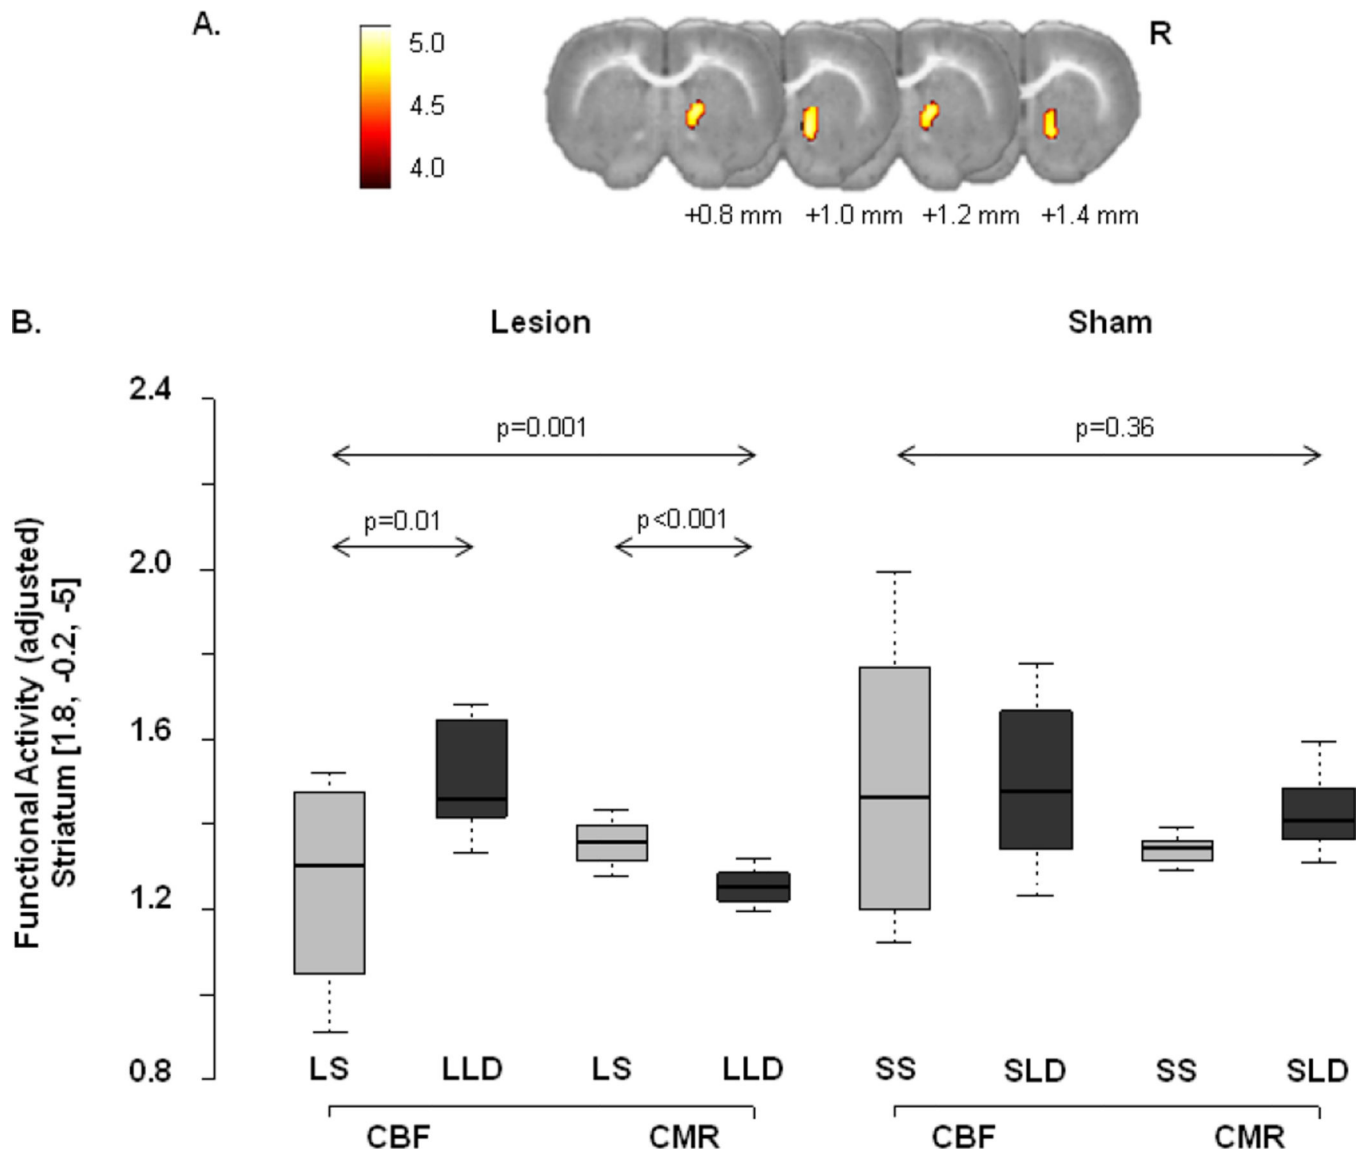 A.
R
5.0
4.5
4.0
+0.8 mm +1.0 mm +1.2 mm +1.4 mm
B.
Lesion Sham
Functional Activity (adjusted)
Striatum [1.8, -0.2, -5]
2.4
2.0
1.6
1.2
0.8
p=0.001 p=0.36
p=0.01 p<0.001
LS LLD LS LLD SS SLD SS SLD
CBF CMR CBF CMR